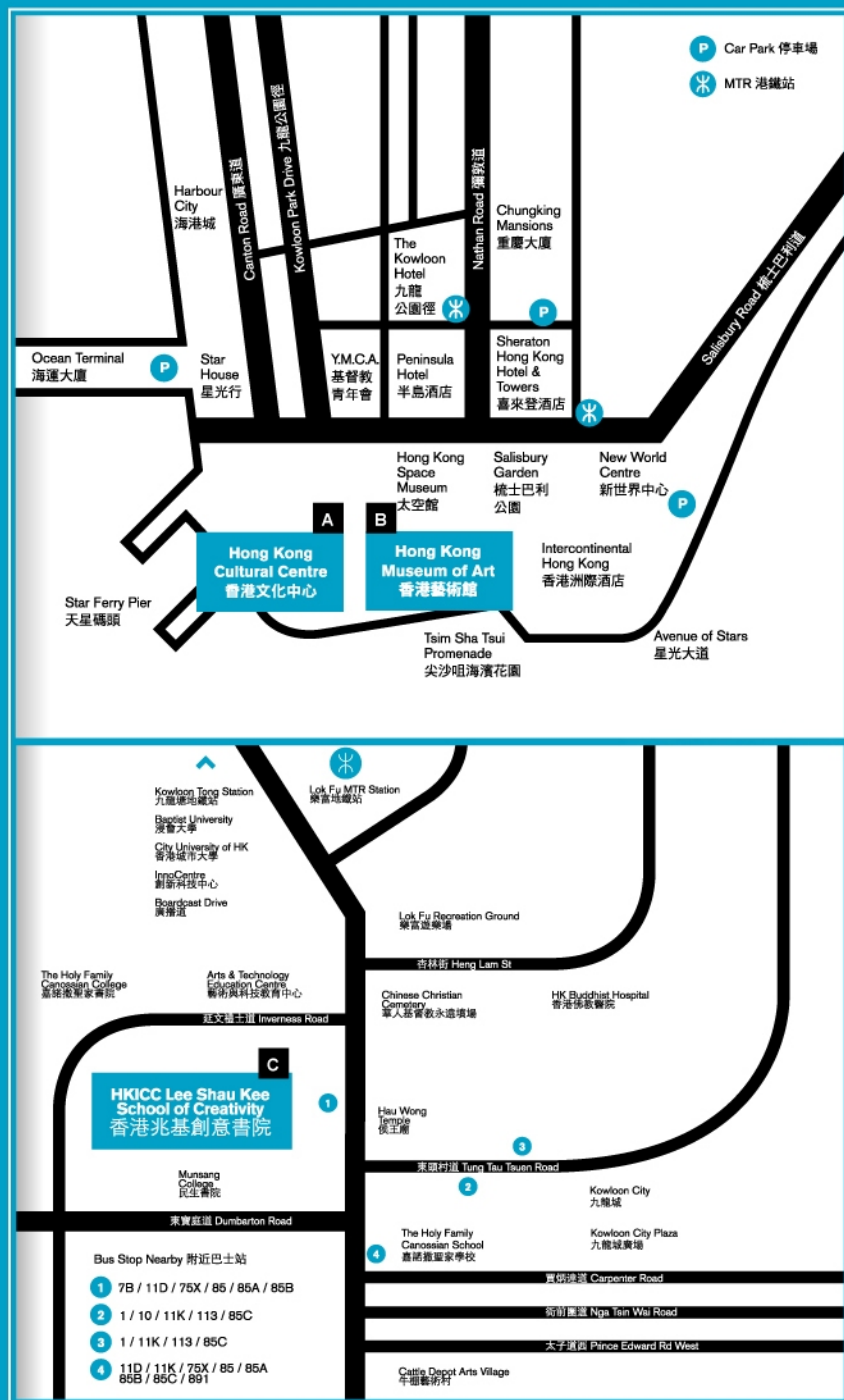 P Car Park 停車場
MTR 港鐵站
Harbour
City
海港城
Canton Road 廣東道
Kowloon Park Drive 九龍公園徑
Nathan Road 彌敦道
Chungking
Mansions
重慶大廈
Salisbury Road 梳士巴利道
The
Kowloon
Hotel
九龍
公園徑
P
Ocean Terminal
海運大廈
P
Star
House
星光行
Y.M.C.A.
基督教
青年會
Peninsula
Hotel
半島酒店
Sheraton
Hong Kong
Hotel &
Towers
喜來登酒店
Hong Kong
Space
Museum
太空館
Salisbury
Garden
梳士巴利
公園
New World
Centre
新世界中心
P
A
Hong Kong
Cultural Centre
香港文化中心
B
Hong Kong
Museum of Art
香港藝術館
Intercontinental
Hong Kong
香港洲際酒店
Star Ferry Pier
天星碼頭
Tsim Sha Tsui
Promenade
尖沙咀海濱花園
Avenue of Stars
星光大道
Kowloon Tong Station
九龍塘地鐵站
Baptist University
浸會大學
City University of HK
香港城市大學
InnoCentre
創新科技中心
Boardcast Drive
廣播道
Lok Fu MTR Station
樂富地鐵站
Lok Fu Recreation Ground
樂富遊樂場
杏林街 Heng Lam St
The Holy Family
Canossian College
嘉諾撒聖家書院
Arts & Technology
Education Centre
藝術與科技教育中心
Chinese Christian
Cemetery
華人基督教永遠墳場
HK Buddhist Hospital
香港佛教醫院
延文禮士道 Inverness Road
C
HKICC Lee Shau Kee
School of Creativity
香港兆基創意書院
1
Hau Wong
Temple
侯王廟
3
東頭村道 Tung Tau Tsuen Road
2
Munsang
College
民生書院
Kowloon City
九龍城
東寶庭道 Dumbarton Road
The Holy Family
Canossian School
嘉諾撒聖家學校
Kowloon City Plaza
九龍城廣場
4
賈炳達道 Carpenter Road
衙前圍道 Nga Tsin Wai Road
太子道西 Prince Edward Rd West
Cattle Depot Arts Village
牛棚藝術村
Bus Stop Nearby 附近巴士站
1 7B / 11D / 75X / 85 / 85A / 85B
2 1 / 10 / 11K / 113 / 85C
3 1 / 11K / 113 / 85C
4 11D / 11K / 75X / 85 / 85A
85B / 85C / 891